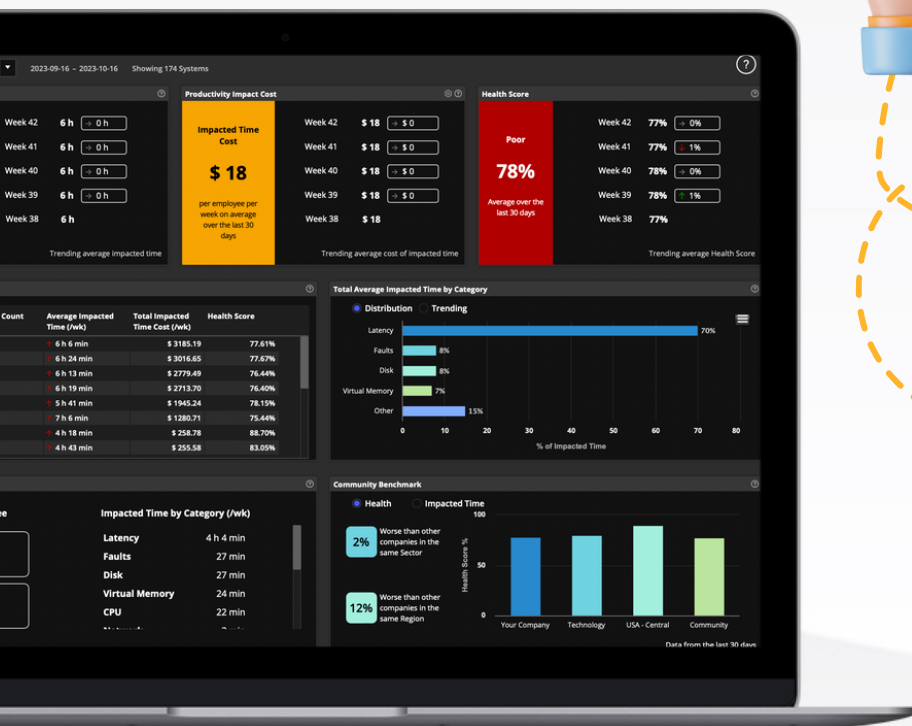 2023-09-16 – 2023-10-16 Showing 174 Systems
?
Week 42 6 h → 0 h
Week 41 6 h → 0 h
Week 40 6 h → 0 h
Week 39 6 h → 0 h
Week 38 6 h
Trending average impacted time
Productivity Impact Cost
Impacted Time
Cost
$ 18
per employee per
week on average
over the last 30
days
Week 42 $ 18 → $ 0
Week 41 $ 18 → $ 0
Week 40 $ 18 → $ 0
Week 39 $ 18 → $ 0
Week 38 $ 18
Trending average cost of impacted time
Health Score
Poor
78%
Average over the
last 30 days
Week 42 77% → 0%
Week 41 77% ↓ 1%
Week 40 78% → 0%
Week 39 78% ↑ 1%
Week 38 77%
Trending average Health Score
Count Average Impacted Time (/wk) Total Impacted Time Cost (/wk) Health Score
↑ 6 h 6 min $ 3185.19 77.61%
↑ 6 h 24 min $ 3016.65 77.67%
↑ 6 h 13 min $ 2779.49 76.44%
↑ 6 h 19 min $ 2713.70 76.40%
↑ 5 h 41 min $ 1945.24 78.15%
↑ 7 h 6 min $ 1280.71 75.44%
↑ 4 h 18 min $ 258.78 88.70%
↑ 4 h 43 min $ 255.58 83.05%
Total Average Impacted Time by Category
Distribution Trending
Latency 70%
Faults 8%
Disk 8%
Virtual Memory 7%
Other 15%
0 10 20 30 40 50 60 70 80
% of Impacted Time
Impacted Time by Category (/wk)
Latency 4 h 4 min
Faults 27 min
Disk 27 min
Virtual Memory 24 min
CPU 22 min
Community Benchmark
Health Impacted Time
2% Worse than other
companies in the
same Sector
12% Worse than other
companies in the
same Region
Health Score %
100
50
0
Your Company Technology USA - Central Community
Data from the last 30 days